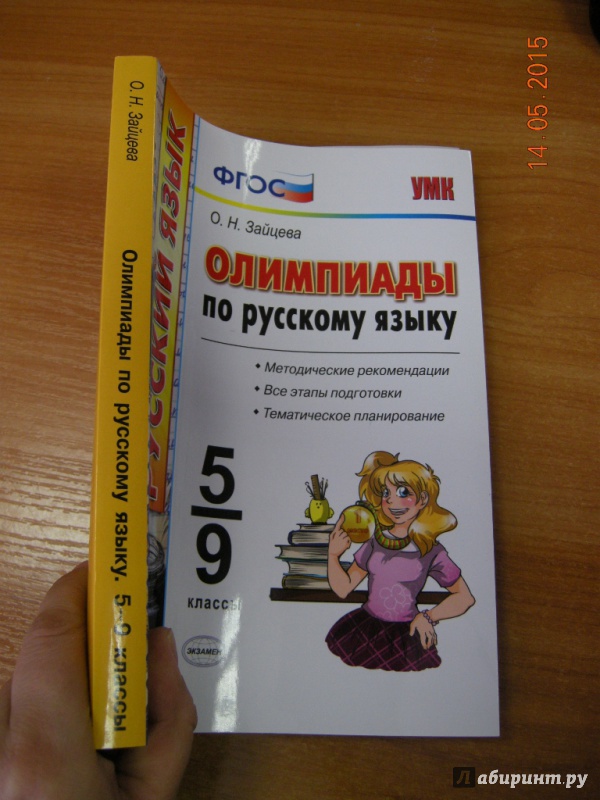 14.05.2015
О. Н. Зайцева
Олимпиады по русскому языку. 5–9 классы
РУССКИЙ ЯЗЫК
ФГОС
УМК
О. Н. Зайцева
ОЛИМПИАДЫ
по русскому языку
• Методические рекомендации
• Все этапы подготовки
• Тематическое планирование
5
9
классы
ЭКЗАМЕН
Лабиринт.ру